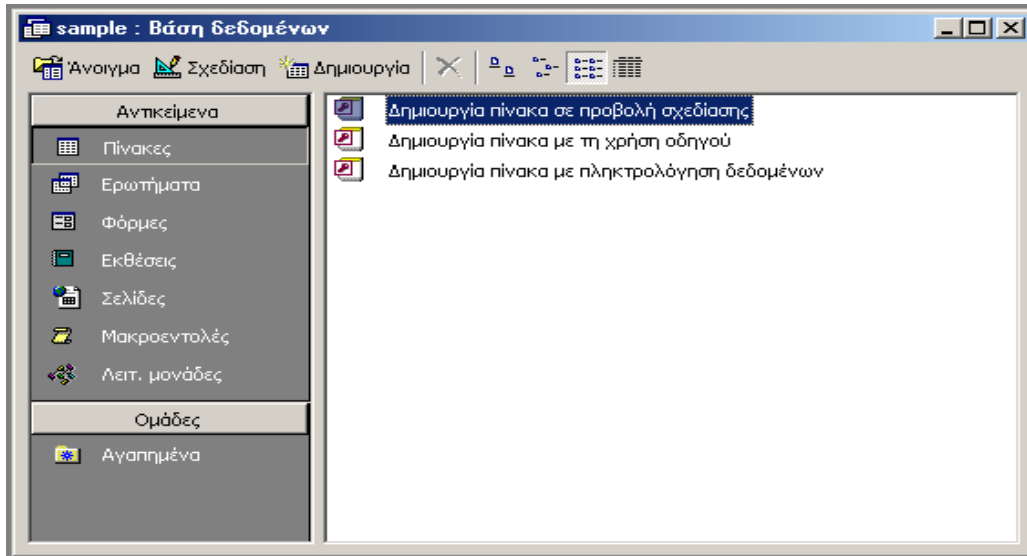 sample : Βάση δεδομένων
Άνοιγμα Σχεδίαση Δημιουργία
Αντικείμενα
Πίνακες
Ερωτήματα
Φόρμες
Εκθέσεις
Σελίδες
Μακροεντολές
Λειτ. μονάδες
Ομάδες
Αγαπημένα
Δημιουργία πίνακα σε προβολή σχεδίασης
Δημιουργία πίνακα με τη χρήση οδηγού
Δημιουργία πίνακα με πληκτρολόγηση δεδομένων